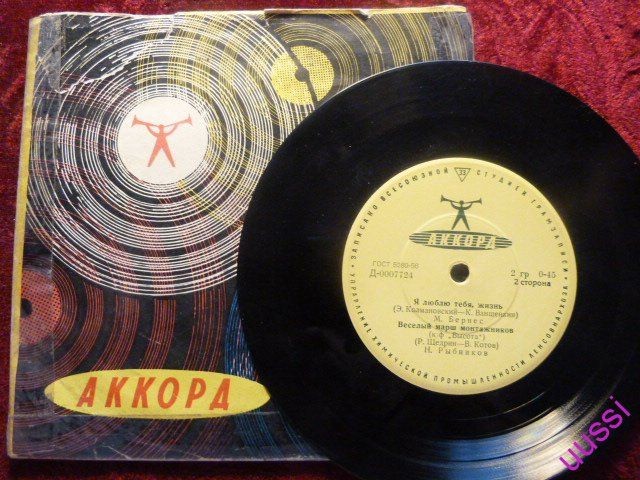 АККОРД
ЗАПИСАНО ВСЕСОЮЗНОЙ 33 СТУДИЕЙ ГРАМЗАПИСИ
АККОРД
ГОСТ 5289-56
Д-0007724
2 гр 0-45
2 сторона
Я люблю тебя, жизнь
(Э. Колмановский—К. Ваншенкин)
М. Бернес
Веселый марш монтажников
(к/ф „Высота")
(Р. Щедрин—В. Котов)
Н. Рыбников
УПРАВЛЕНИЕ ХИМИЧЕСКОЙ ПРОМЫШЛЕННОСТИ ЛЕНСОВНАРХОЗА
uussi